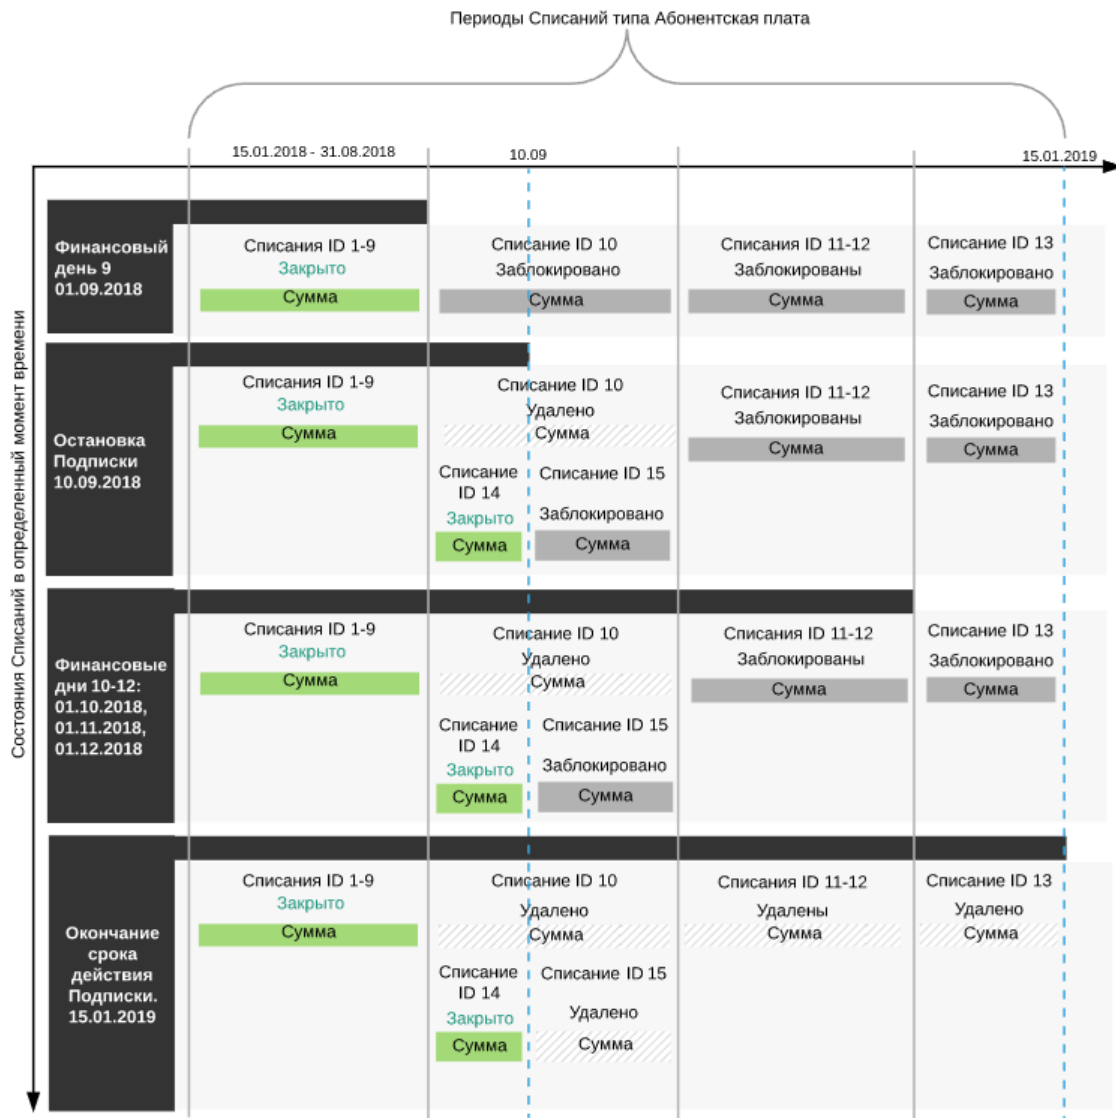 Периоды Списаний типа Абонентская плата
15.01.2018 - 31.08.2018
10.09
15.01.2019
Состояния Списаний в определенный момент времени
Финансовый
день 9
01.09.2018
Списания ID 1-9
Закрыто
Сумма
Списание ID 10
Заблокировано
Сумма
Списания ID 11-12
Заблокированы
Сумма
Списание ID 13
Заблокировано
Сумма
Остановка
Подписки
10.09.2018
Списания ID 1-9
Закрыто
Сумма
Списание ID 10
Удалено
Сумма
Списание
ID 14
Закрыто
Сумма
Списание ID 15
Заблокировано
Сумма
Списания ID 11-12
Заблокированы
Сумма
Списание ID 13
Заблокировано
Сумма
Финансовые
дни 10-12:
01.10.2018,
01.11.2018,
01.12.2018
Списания ID 1-9
Закрыто
Сумма
Списание ID 10
Удалено
Сумма
Списание
ID 14
Закрыто
Сумма
Списание ID 15
Заблокировано
Сумма
Списания ID 11-12
Заблокированы
Сумма
Списание ID 13
Заблокировано
Сумма
Окончание
срока
действия
Подписки.
15.01.2019
Списания ID 1-9
Закрыто
Сумма
Списание ID 10
Удалено
Сумма
Списание
ID 14
Закрыто
Сумма
Списание ID 15
Удалено
Сумма
Списания ID 11-12
Удалены
Сумма
Списание ID 13
Удалено
Сумма